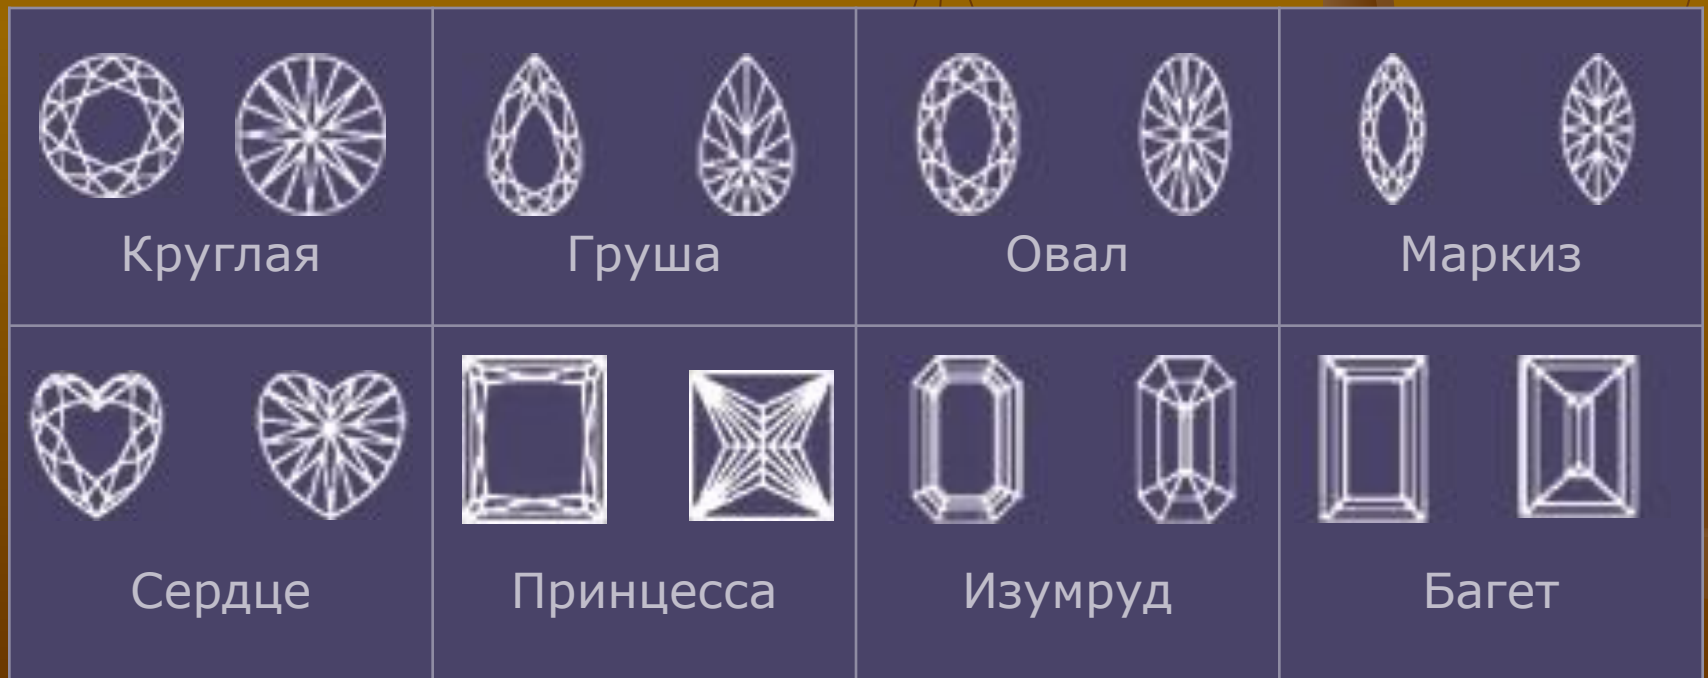 Круглая
Груша
Овал
Маркиз
Сердце
Принцесса
Изумруд
Багет